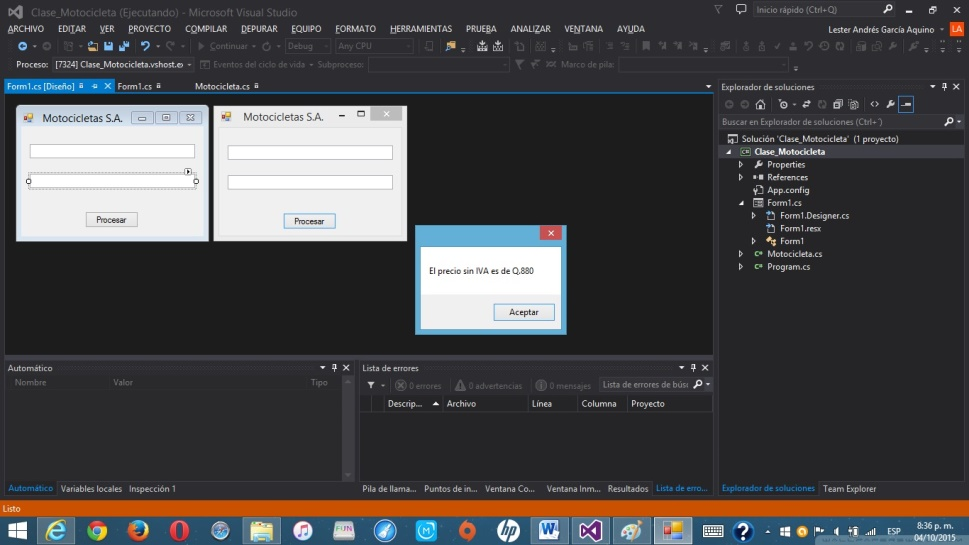 Clase_Motocicleta (Ejecutando) - Microsoft Visual Studio
Inicio rápido (Ctrl+Q)
ARCHIVO EDITAR VER PROYECTO COMPILAR DEPURAR EQUIPO FORMATO HERRAMIENTAS PRUEBA ANALIZAR VENTANA AYUDA
Lester Andrés García Aquino LA
Continuar Debug Any CPU
Proceso: [7324] Clase_Motocicleta.vshost.ex Eventos del ciclo de vida Subproceso: Marco de pila:
Form1.cs [Diseño] Form1.cs Motocicleta.cs
Explorador de soluciones
Motocicletas S.A.
Motocicletas S.A.
Procesar
Procesar
El precio sin IVA es de Q,880
Aceptar
Buscar en Explorador de soluciones (Ctrl+´)
Solución 'Clase_Motocicleta' (1 proyecto)
Clase_Motocicleta
Properties
References
App.config
Form1.cs
Form1.Designer.cs
Form1.resx
Form1
Motocicleta.cs
Program.cs
Automático
Nombre Valor Tipo
Lista de errores
0 errores 0 advertencias 0 mensajes Lista de errores de búsq
Descrip... Archivo Línea Columna Proyecto
Automático Variables locales Inspección 1
Pila de llama... Puntos de in... Ventana Co... Ventana Inm... Resultados Lista de erro...
Explorador de soluciones Team Explorer
Listo
FUN
hp
ESP
8:36 p. m.
04/10/2015